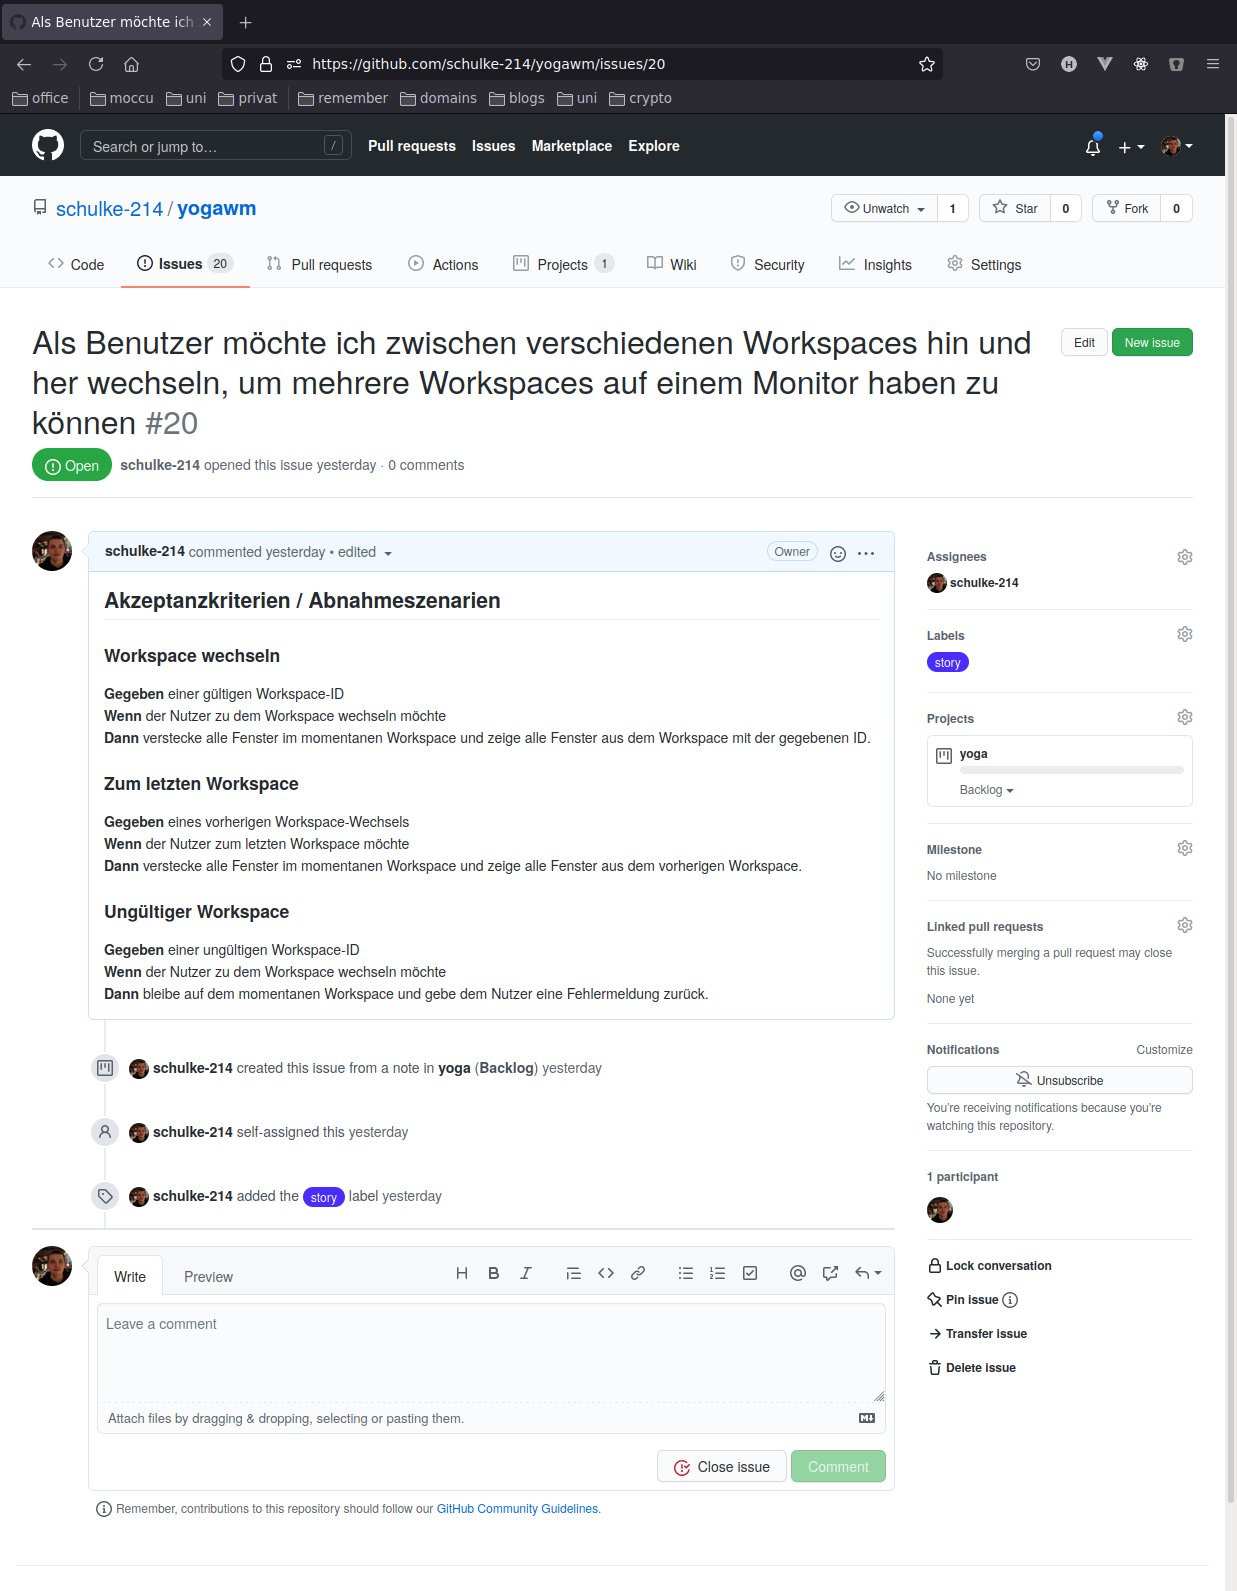 Als Benutzer möchte ich
https://github.com/schulke-214/yogawm/issues/20
office moccu uni privat remember domains blogs uni crypto
Search or jump to… /
Pull requests Issues Marketplace Explore
schulke-214 / yogawm
Unwatch 1 Star 0 Fork 0
Code Issues 20 Pull requests Actions Projects 1 Wiki Security Insights Settings
Als Benutzer möchte ich zwischen verschiedenen Workspaces hin und
her wechseln, um mehrere Workspaces auf einem Monitor haben zu
können #20
Edit New issue
Open schulke-214 opened this issue yesterday · 0 comments
schulke-214 commented yesterday • edited Owner
Akzeptanzkriterien / Abnahmeszenarien
Workspace wechseln
Gegeben einer gültigen Workspace-ID
Wenn der Nutzer zu dem Workspace wechseln möchte
Dann verstecke alle Fenster im momentanen Workspace und zeige alle Fenster aus dem Workspace mit der gegebenen ID.
Zum letzten Workspace
Gegeben eines vorherigen Workspace-Wechsels
Wenn der Nutzer zum letzten Workspace möchte
Dann verstecke alle Fenster im momentanen Workspace und zeige alle Fenster aus dem vorherigen Workspace.
Ungültiger Workspace
Gegeben einer ungültigen Workspace-ID
Wenn der Nutzer zu dem Workspace wechseln möchte
Dann bleibe auf dem momentanen Workspace und gebe dem Nutzer eine Fehlermeldung zurück.
schulke-214 created this issue from a note in yoga (Backlog) yesterday
schulke-214 self-assigned this yesterday
schulke-214 added the story label yesterday
Write Preview
Leave a comment
Attach files by dragging & dropping, selecting or pasting them.
Close issue Comment
Remember, contributions to this repository should follow our GitHub Community Guidelines.
Assignees
schulke-214
Labels
story
Projects
yoga
Backlog
Milestone
No milestone
Linked pull requests
Successfully merging a pull request may close
this issue.
None yet
Notifications Customize
Unsubscribe
You're receiving notifications because you're
watching this repository.
1 participant
Lock conversation
Pin issue
Transfer issue
Delete issue